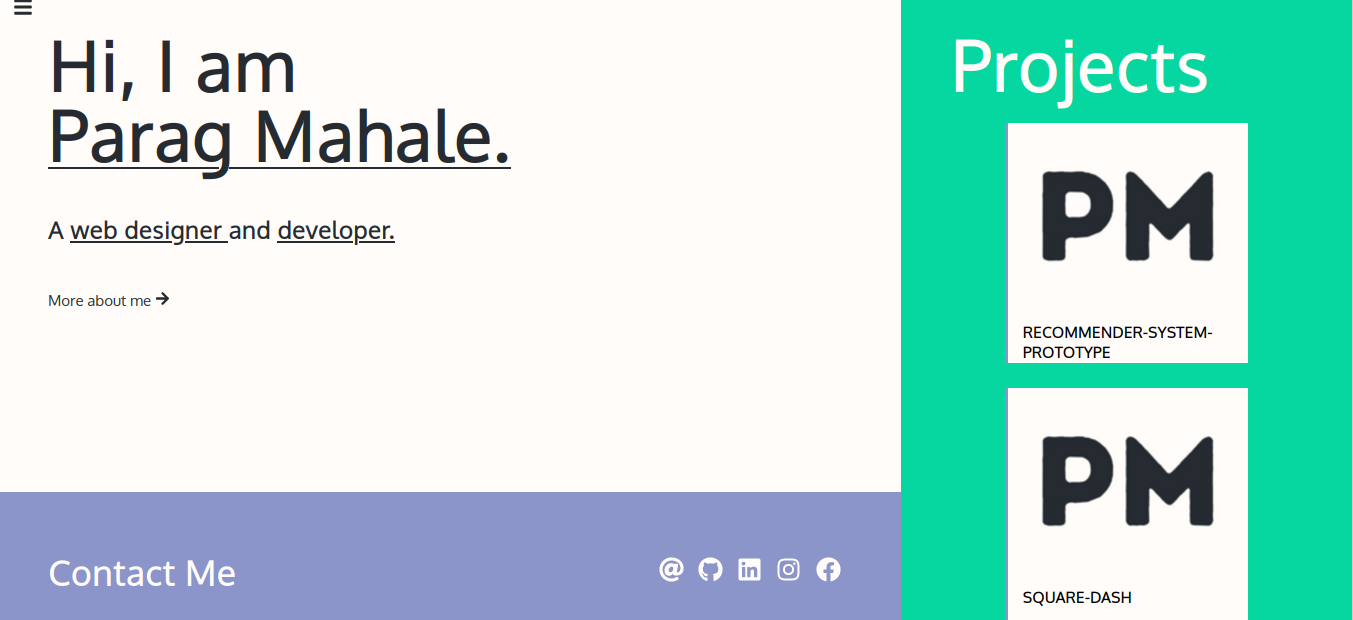 Hi, I am
Parag Mahale.
A web designer and developer.
More about me
Contact Me
Projects
PM
RECOMMENDER-SYSTEM-
PROTOTYPE
PM
SQUARE-DASH